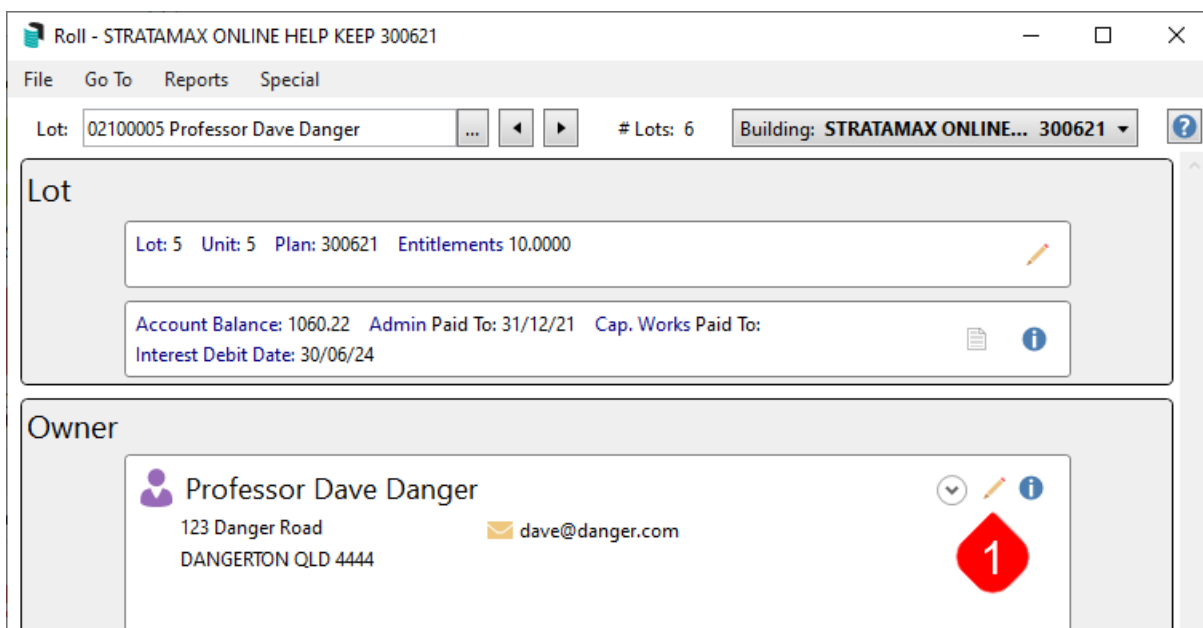 Roll - STRATAMAX ONLINE HELP KEEP 300621
File Go To Reports Special
Lot: 02100005 Professor Dave Danger ... # Lots: 6 Building: STRATAMAX ONLINE... 300621 ?
Lot
Lot: 5 Unit: 5 Plan: 300621 Entitlements 10.0000
Account Balance: 1060.22 Admin Paid To: 31/12/21 Cap. Works Paid To:
Interest Debit Date: 30/06/24
Owner
Professor Dave Danger
123 Danger Road dave@danger.com
DANGERTON QLD 4444
1